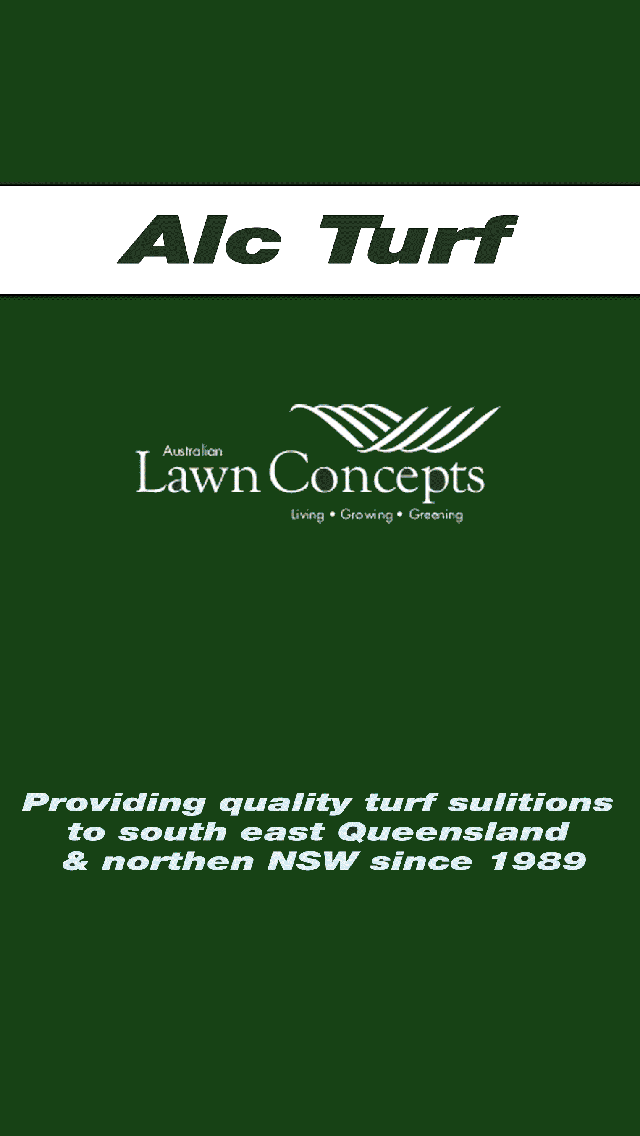 Alc Turf
Australian
Lawn Concepts
Living • Growing • Greening
Providing quality turf sulitions
to south east Queensland
& northen NSW since 1989